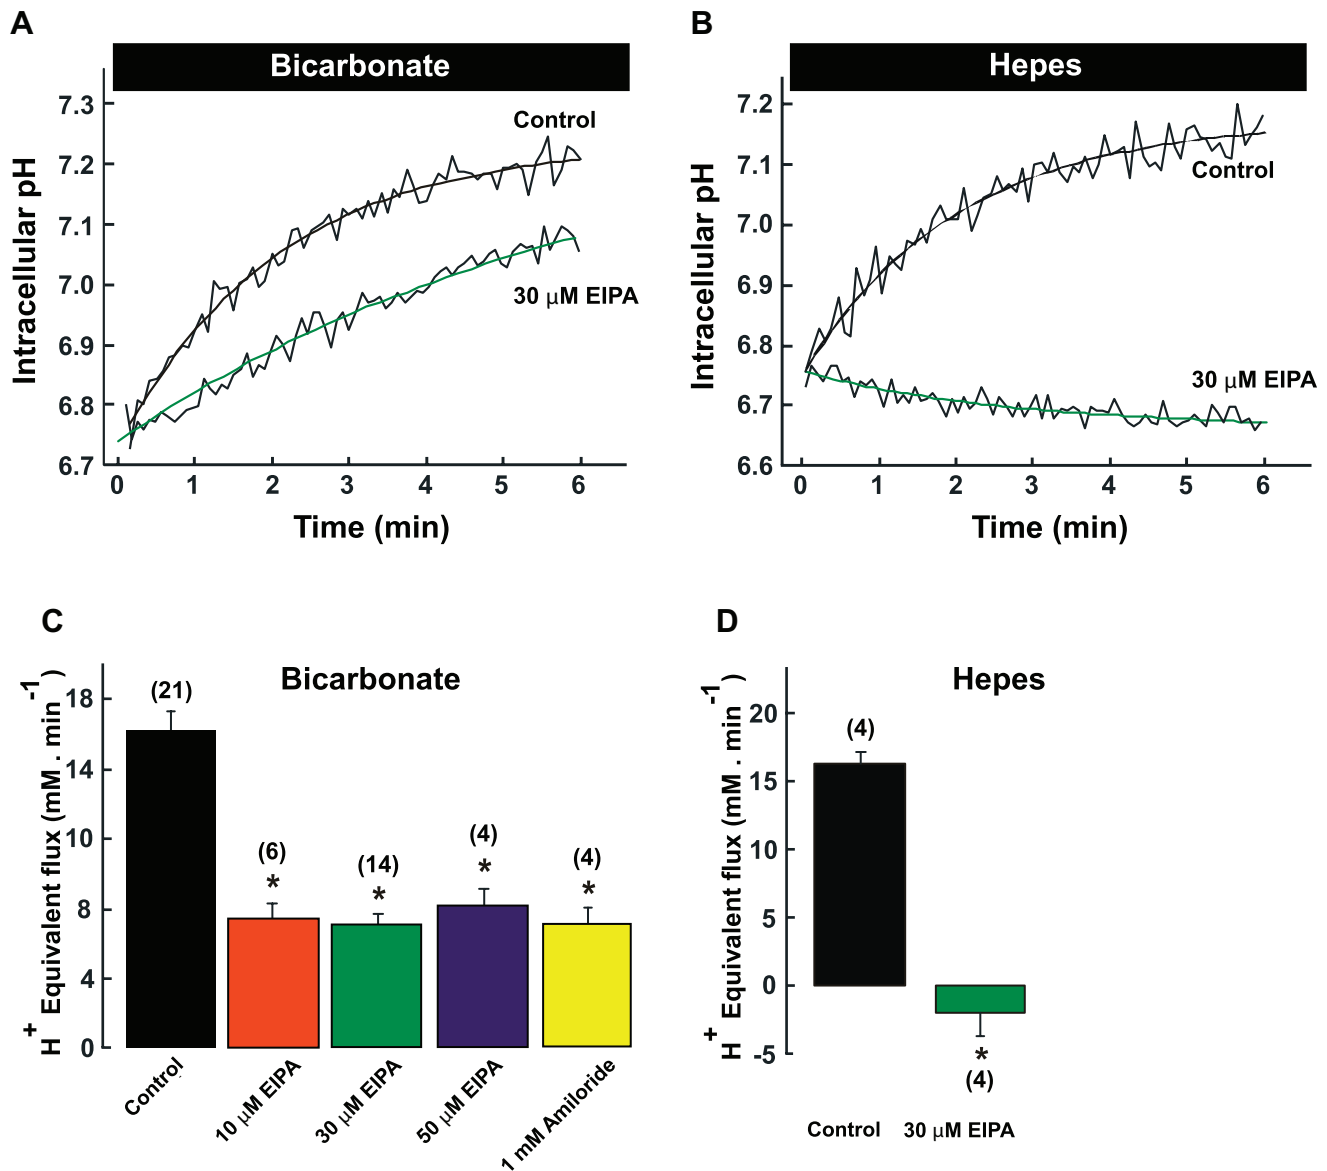 A
Bicarbonate
Intracellular pH
7.3
7.2
7.1
7.0
6.9
6.8
6.7
Control
30 μM EIPA
0 1 2 3 4 5 6
Time (min)
B
Hepes
Intracellular pH
7.2
7.1
7.0
6.9
6.8
6.7
6.6
Control
30 μM EIPA
0 1 2 3 4 5 6
Time (min)
C
Bicarbonate
H+ Equivalent flux (mM . min-1)
18
14
10
8
4
0
(21)
(6)
*
(14)
*
(4)
*
(4)
*
Control
10 μM EIPA
30 μM EIPA
50 μM EIPA
1 mM Amiloride
D
Hepes
H+ Equivalent flux (mM . min-1)
20
15
10
5
0
-5
(4)
*
(4)
Control 30 μM EIPA